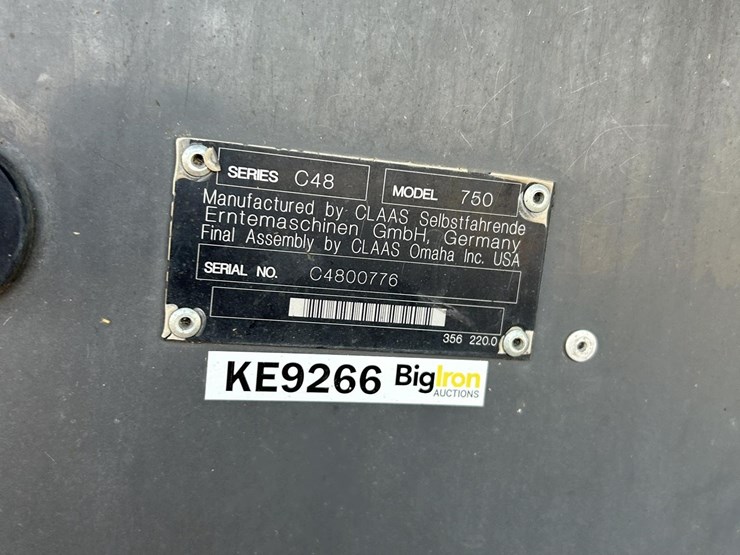 SERIES C48 MODEL 750
Manufactured by CLAAS Selbstfahrende
Erntemaschinen GmbH, Germany
Final Assembly by CLAAS Omaha Inc. USA
SERIAL NO. C4800776
356 220.0
KE9266 BigIron
AUCTIONS